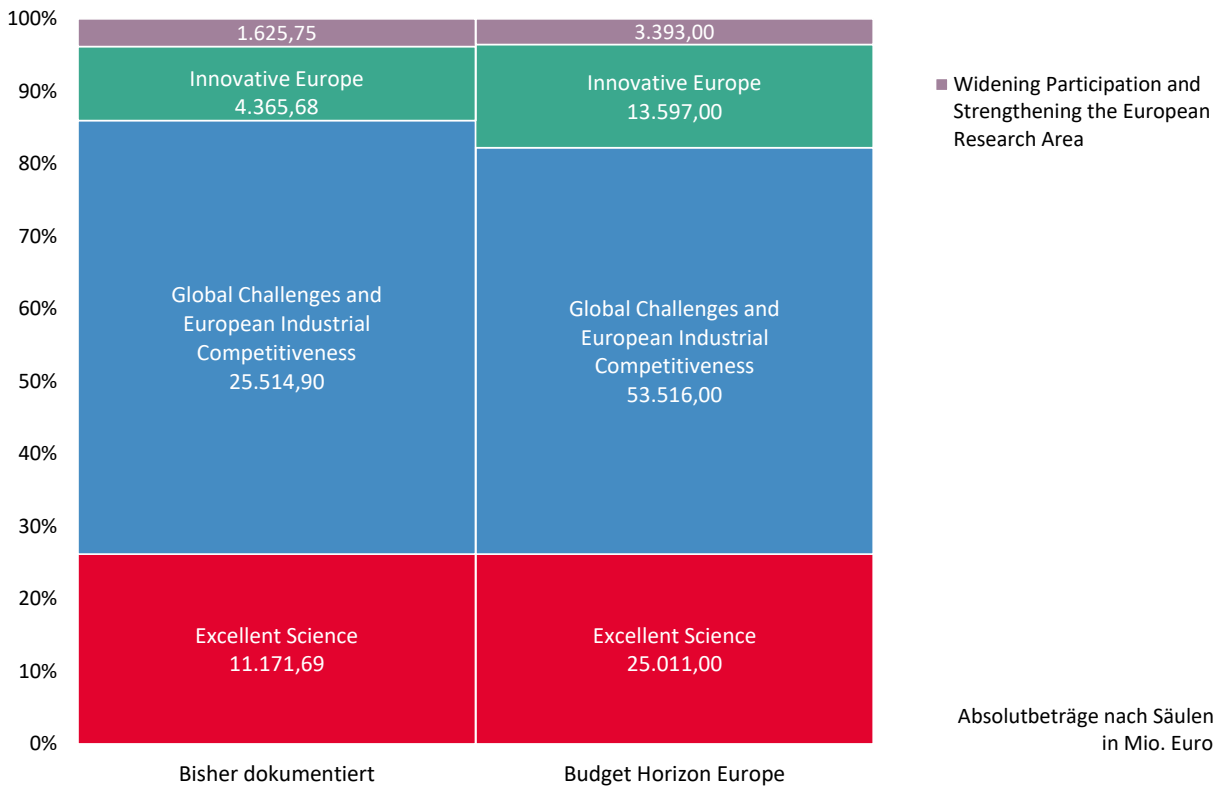 100%
90%
80%
70%
60%
50%
40%
30%
20%
10%
0%
1.625,75
Innovative Europe
4.365,68
Global Challenges and
European Industrial
Competitiveness
25.514,90
Excellent Science
11.171,69
3.393,00
Innovative Europe
13.597,00
Global Challenges and
European Industrial
Competitiveness
53.516,00
Excellent Science
25.011,00
Bisher dokumentiert
Budget Horizon Europe
Widening Participation and
Strengthening the European
Research Area
Absolutbeträge nach Säulen
in Mio. Euro